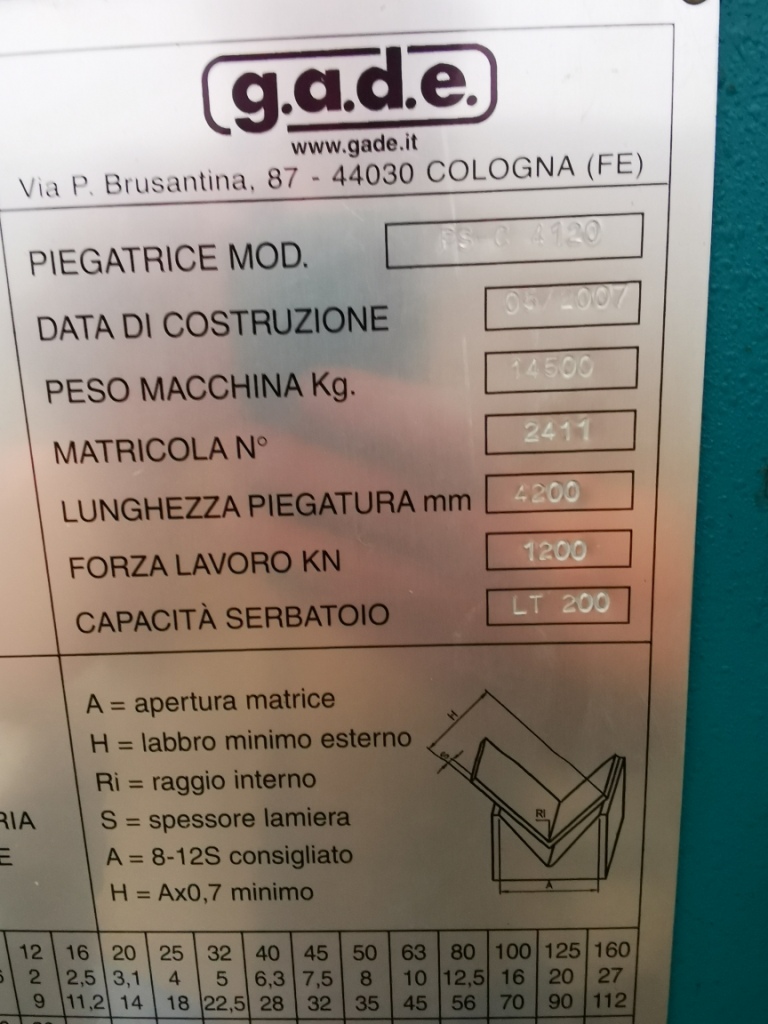 g.a.d.e.
www.gade.it
Via P. Brusantina, 87 - 44030 COLOGNA (FE)
PIEGATRICE MOD. PS C 4120
DATA DI COSTRUZIONE 05/2007
PESO MACCHINA Kg. 14500
MATRICOLA N° 2411
LUNGHEZZA PIEGATURA mm 4200
FORZA LAVORO KN 1200
CAPACITÀ SERBATOIO LT 200
A = apertura matrice
H = labbro minimo esterno
Ri = raggio interno
S = spessore lamiera
A = 8-12S consigliato
H = Ax0,7 minimo
H
S
RI
A
RIA
E
12 16 20 25 32 40 45 50 63 80 100 125 160
2 2,5 3,1 4 5 6,3 7,5 8 10 12,5 16 20 27
9 11,2 14 18 22,5 28 32 35 45 56 70 90 112